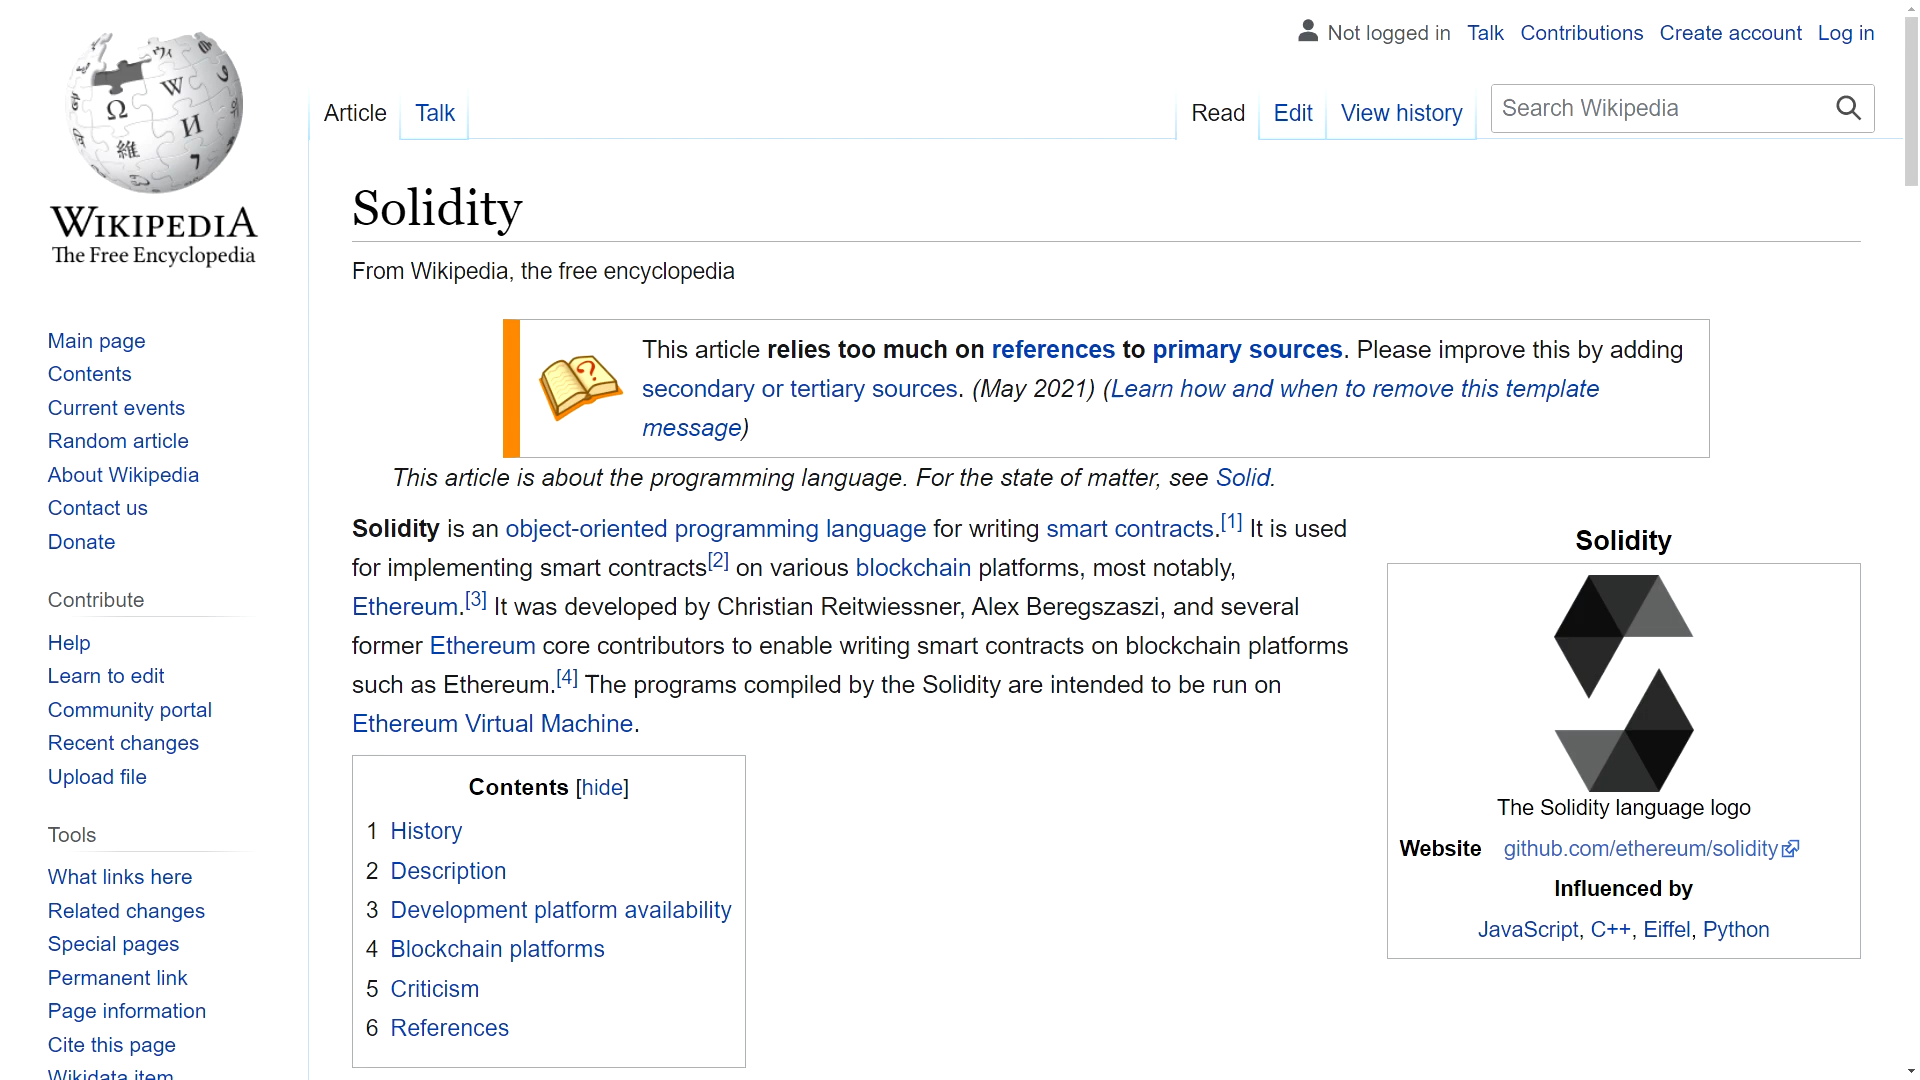 Not logged in Talk Contributions Create account Log in
Article Talk Read Edit View history Search Wikipedia
WIKIPEDIA
The Free Encyclopedia
Main page
Contents
Current events
Random article
About Wikipedia
Contact us
Donate
Contribute
Help
Learn to edit
Community portal
Recent changes
Upload file
Tools
What links here
Related changes
Special pages
Permanent link
Page information
Cite this page
Wikidata item
Solidity
From Wikipedia, the free encyclopedia
This article relies too much on references to primary sources. Please improve this by adding
secondary or tertiary sources. (May 2021) (Learn how and when to remove this template
message)
This article is about the programming language. For the state of matter, see Solid.
Solidity is an object-oriented programming language for writing smart contracts.[1] It is used
for implementing smart contracts[2] on various blockchain platforms, most notably,
Ethereum.[3] It was developed by Christian Reitwiessner, Alex Beregszaszi, and several
former Ethereum core contributors to enable writing smart contracts on blockchain platforms
such as Ethereum.[4] The programs compiled by the Solidity are intended to be run on
Ethereum Virtual Machine.
Solidity
The Solidity language logo
Website github.com/ethereum/solidity
Influenced by
JavaScript, C++, Eiffel, Python
Contents [hide]
1 History
2 Description
3 Development platform availability
4 Blockchain platforms
5 Criticism
6 References